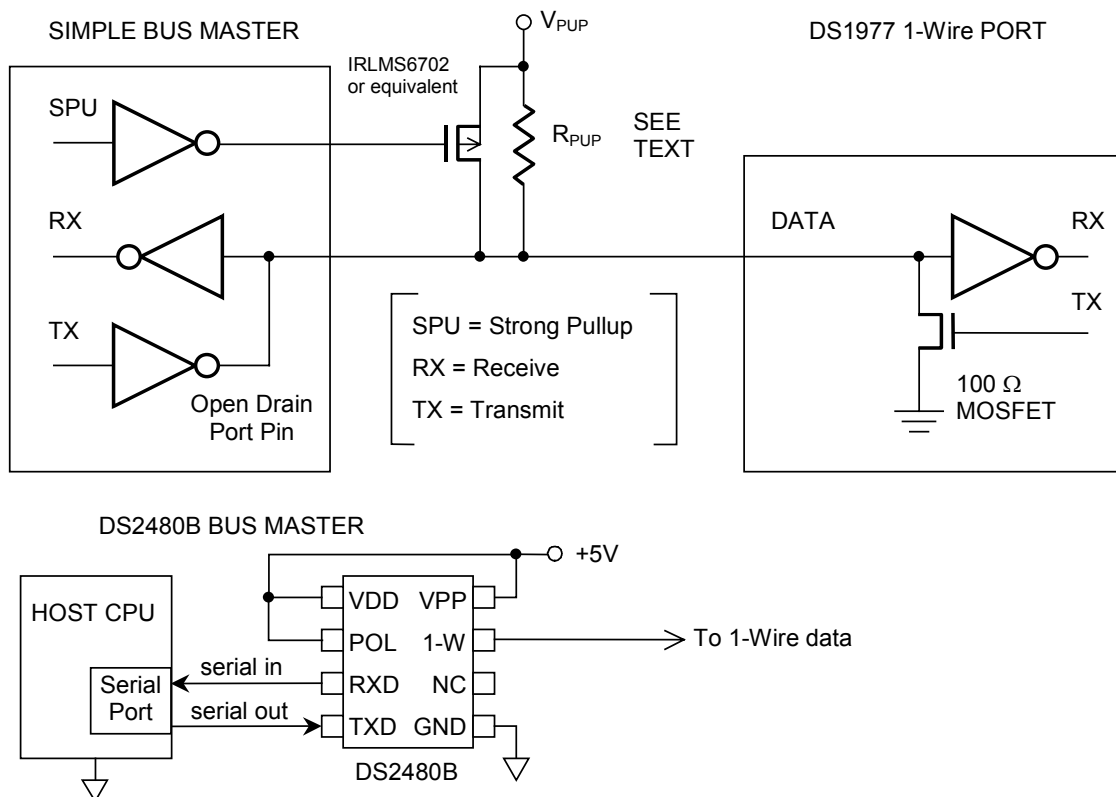 SIMPLE BUS MASTER
V_PUP
DS1977 1-Wire PORT
IRLMS6702
or equivalent
SPU
R_PUP
SEE
TEXT
RX
DATA
RX
TX
TX
Open Drain
Port Pin
SPU = Strong Pullup
RX = Receive
TX = Transmit
100 Ω
MOSFET
DS2480B BUS MASTER
+5V
HOST CPU
VDD VPP
POL 1-W
To 1-Wire data
serial in
RXD NC
Serial
Port
serial out
TXD GND
DS2480B